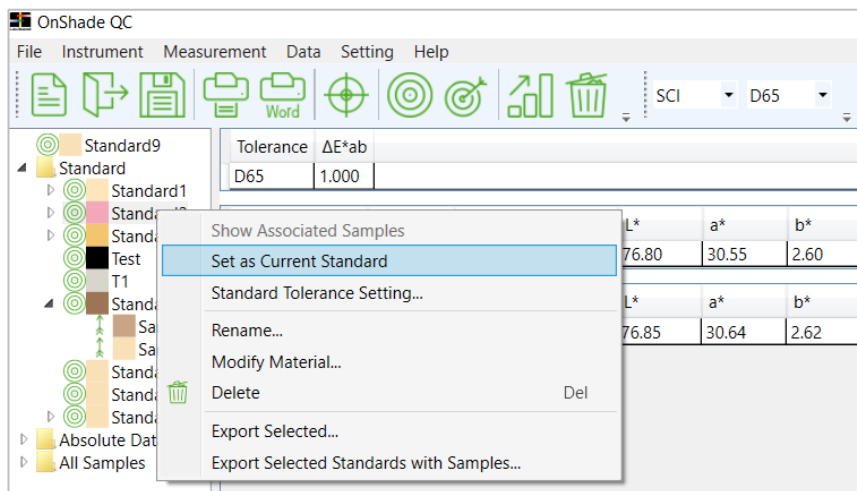 OnShade QC
File Instrument Measurement Data Setting Help
Word SCI D65
Standard9
Standard
Standard1
Test
T1
Absolute
All Samples
Tolerance ΔE*ab
D65 1.000
L* a* b*
76.80 30.55 2.60
L* a* b*
76.85 30.64 2.62
Show Associated Samples
Set as Current Standard
Standard Tolerance Setting...
Rename...
Modify Material...
Delete Del
Export Selected...
Export Selected Standards with Samples...